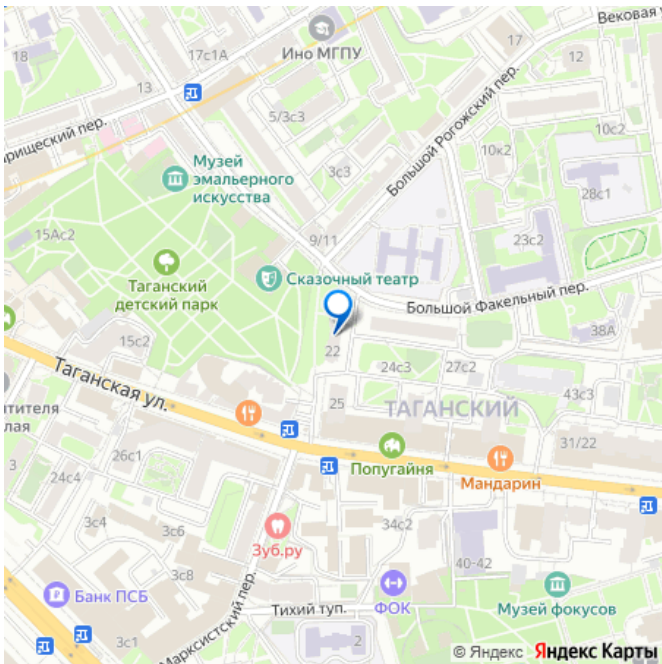 Вековая у
18
17с1А
Ино МГПУ
17
12
13
5/3с3
арищеский пер.
10с2
Музей
эмальерного
искусства
3с3
Большой Рогожский пер.
10к2
28с1
15Ас2
9/11
23с2
Таганский
детский парк
Сказочный театр
Большой Факельный пер.
15с2
22
38А
24с3
27с2
Таганская ул.
43с3
тителя
лая
25
ТАГАНСКИЙ
3
26с1
31/22
24с4
Попугайня
Мандарин
3с4
3с6
34с2
Зуб.ру
40-42
3с8
Банк ПСБ
Марксистский пер.
Тихий туп.
ФОК
Музей фокусов
3с1
2
© Яндекс Яндекс Карты